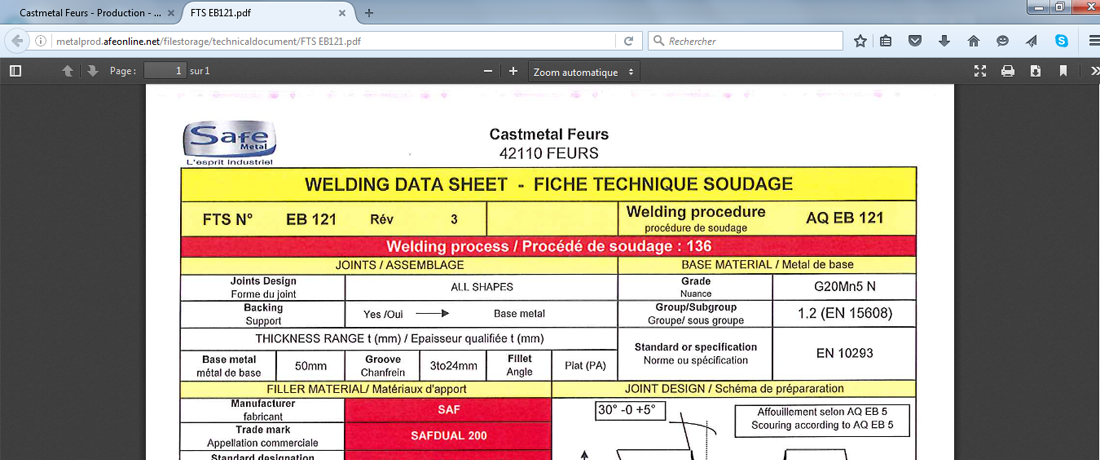 Castmetal Feurs - Production - ...
FTS EB121.pdf
metalprod.afeonline.net/filestorage/technicaldocument/FTS EB121.pdf
Rechercher
Page : 1 sur 1
Zoom automatique
Safe
Metal
L'esprit industriel
Castmetal Feurs
42110 FEURS
WELDING DATA SHEET - FICHE TECHNIQUE SOUDAGE
FTS N° EB 121 Rév 3
Welding procedure
procédure de soudage
AQ EB 121
Welding process / Procédé de soudage : 136
JOINTS / ASSEMBLAGE
BASE MATERIAL / Metal de base
Joints Design
Forme du joint
ALL SHAPES
Grade
Nuance
G20Mn5 N
Backing
Support
Yes /Oui
Base metal
Group/Subgroup
Groupe/ sous groupe
1.2 (EN 15608)
THICKNESS RANGE t (mm) / Epaisseur qualifiée t (mm)
Standard or specification
Norme ou spécification
EN 10293
Base metal
métal de base
50mm
Groove
Chanfrein
3to24mm
Fillet
Angle
Plat (PA)
FILLER MATERIAL/ Matériaux d'apport
JOINT DESIGN / Schéma de prépararation
Manufacturer
fabricant
SAF
30° -0 +5°
Affouillement selon AQ EB 5
Scouring according to AQ EB 5
Trade mark
Appellation commerciale
SAFDUAL 200
Standard designation